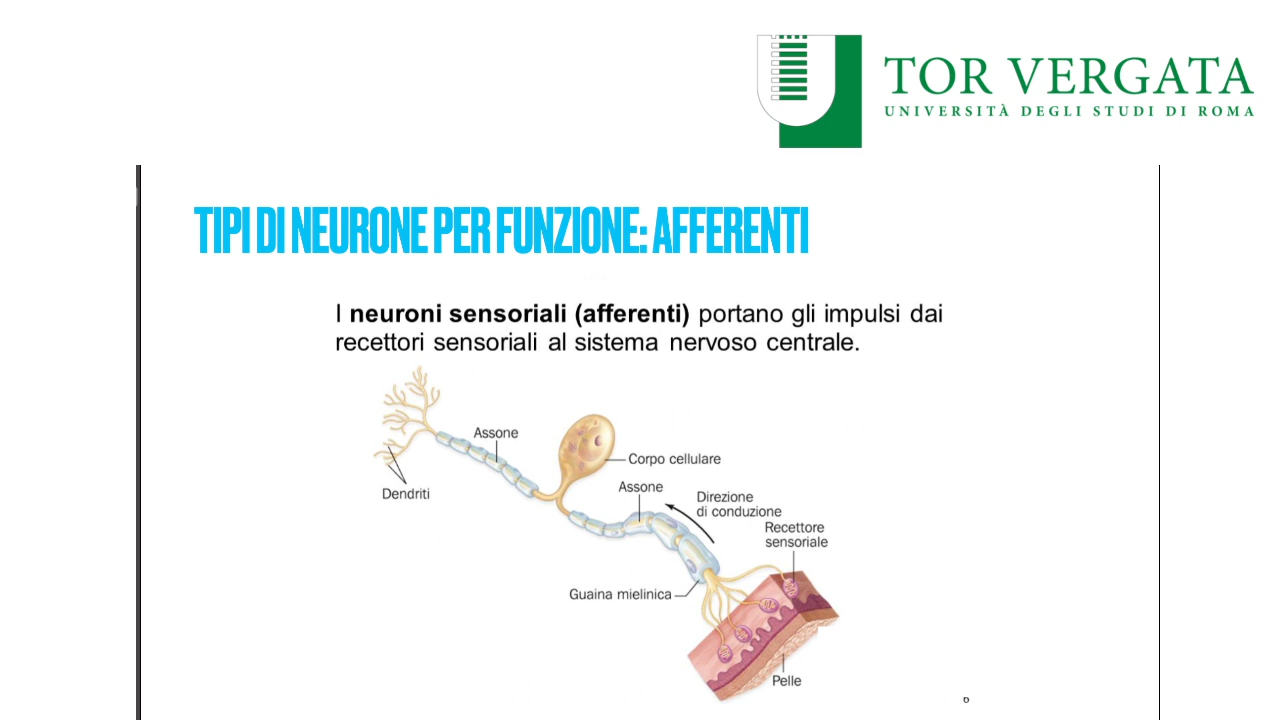 TOR VERGATA
UNIVERSITÀ DEGLI STUDI DI ROMA
TIPI DI NEURONE PER FUNZIONE: AFFERENTI
I neuroni sensoriali (afferenti) portano gli impulsi dai
recettori sensoriali al sistema nervoso centrale.
Assone
Corpo cellulare
Dendriti
Assone
Direzione
di conduzione
Recettore
sensoriale
Guaina mielinica
Pelle
6